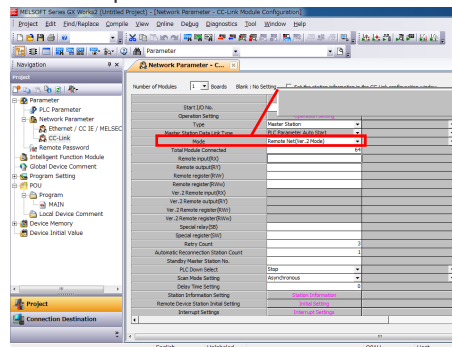 MELSOFT Series GX Works2 (Untitled Project) - [Network Parameter - CC-Link Module Configuration]
Project Edit Find/Replace Compile View Online Debug Diagnostics Tool Window Help
Parameter
Navigation
Network Parameter - C...
Project
Number of Modules 1 Boards Blank : No Setting
Parameter
PLC Parameter
Network Parameter
Ethernet / CC IE / MELSEC
CC-Link
Remote Password
Intelligent Function Module
Global Device Comment
Program Setting
POU
Program
MAIN
Local Device Comment
Device Memory
Device Initial Value
Project
Connection Destination
Start I/O No.
Operation Setting Operation Setting
Type Master Station
Master Station Data Link Type PLC Parameter Auto Start
Mode Remote Net(Ver.2 Mode)
Total Module Connected 64
Remote input(RX)
Remote output(RY)
Remote register(RWr)
Remote register(RWw)
Ver.2 Remote input(RX)
Ver.2 Remote output(RY)
Ver.2 Remote register(RWr)
Ver.2 Remote register(RWw)
Special relay(SB)
Special register(SW)
Retry Count 3
Automatic Reconnection Station Count 1
Standby Master Station No.
PLC Down Select Stop
Scan Mode Setting Asynchronous
Delay Time Setting 0
Station Information Setting Station Information
Remote Device Station Initial Setting Initial Setting
Interrupt Settings Interrupt Settings
English Unlabeled